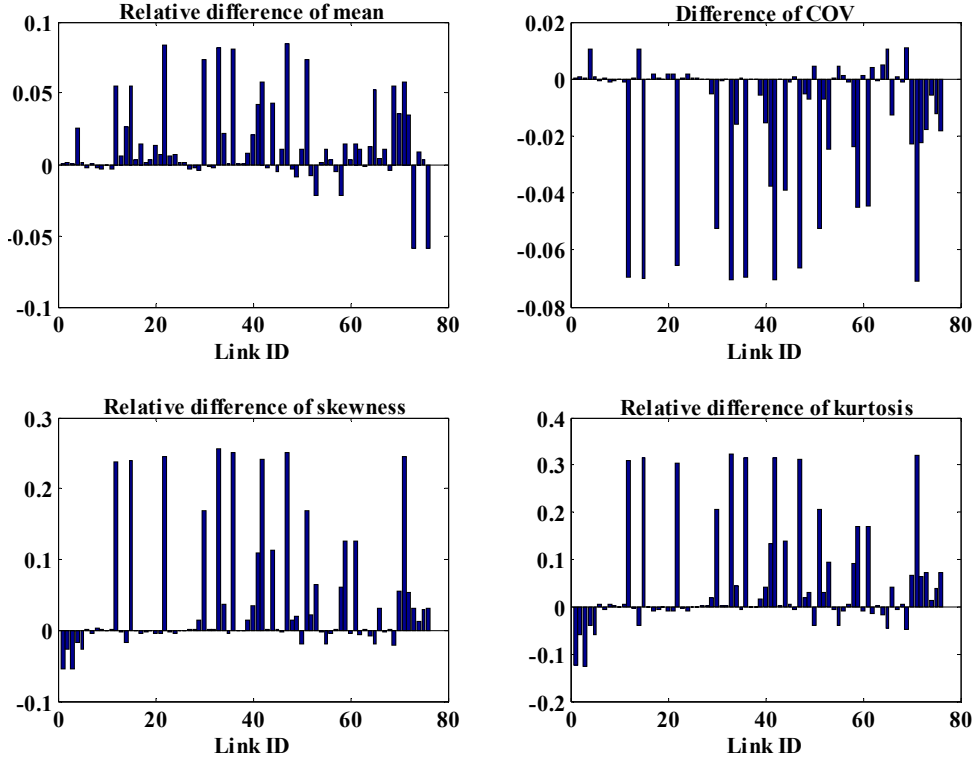 Relative difference of mean
0.1
0.05
0
-0.05
-0.1
0 20 40 60 80
Link ID
Difference of COV
0.02
0
-0.02
-0.04
-0.06
-0.08
0 20 40 60 80
Link ID
Relative difference of skewness
0.3
0.2
0.1
0
-0.1
0 20 40 60 80
Link ID
Relative difference of kurtosis
0.4
0.3
0.2
0.1
0
-0.1
-0.2
0 20 40 60 80
Link ID